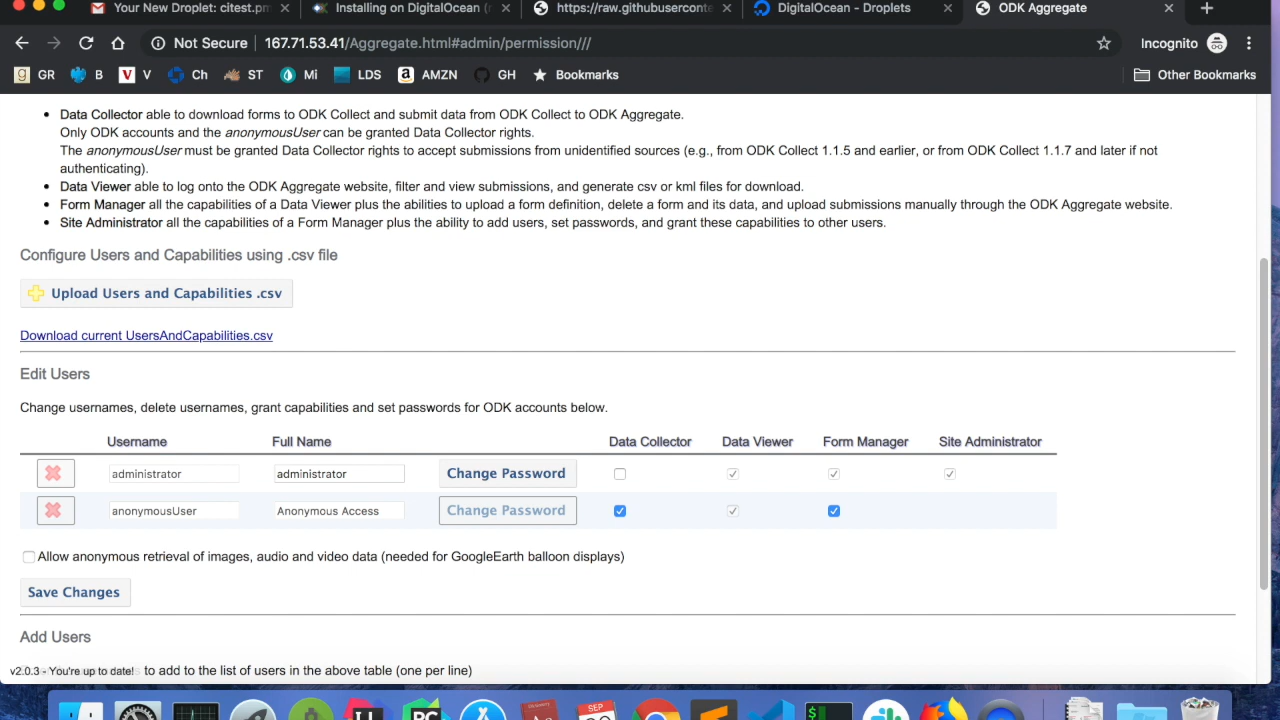 Your New Droplet: citest.pm
Installing on DigitalOcean (
https://raw.githubuserconte
DigitalOcean - Droplets
ODK Aggregate
Not Secure
167.71.53.41/Aggregate.html#admin/permission///
Incognito
g GR
B
V V
Ch
ST
Mi
LDS
a AMZN
GH
Bookmarks
Other Bookmarks
• Data Collector able to download forms to ODK Collect and submit data from ODK Collect to ODK Aggregate.
Only ODK accounts and the anonymousUser can be granted Data Collector rights.
The anonymousUser must be granted Data Collector rights to accept submissions from unidentified sources (e.g., from ODK Collect 1.1.5 and earlier, or from ODK Collect 1.1.7 and later if not
authenticating).
• Data Viewer able to log onto the ODK Aggregate website, filter and view submissions, and generate csv or kml files for download.
• Form Manager all the capabilities of a Data Viewer plus the abilities to upload a form definition, delete a form and its data, and upload submissions manually through the ODK Aggregate website.
• Site Administrator all the capabilities of a Form Manager plus the ability to add users, set passwords, and grant these capabilities to other users.
Configure Users and Capabilities using .csv file
Upload Users and Capabilities .csv
Download current UsersAndCapabilities.csv
Edit Users
Change usernames, delete usernames, grant capabilities and set passwords for ODK accounts below.
Username Full Name Data Collector Data Viewer Form Manager Site Administrator
administrator administrator Change Password
anonymousUser Anonymous Access Change Password
Allow anonymous retrieval of images, audio and video data (needed for GoogleEarth balloon displays)
Save Changes
Add Users
v2.0.3 - You're up to date! to add to the list of users in the above table (one per line)
PC
SEP